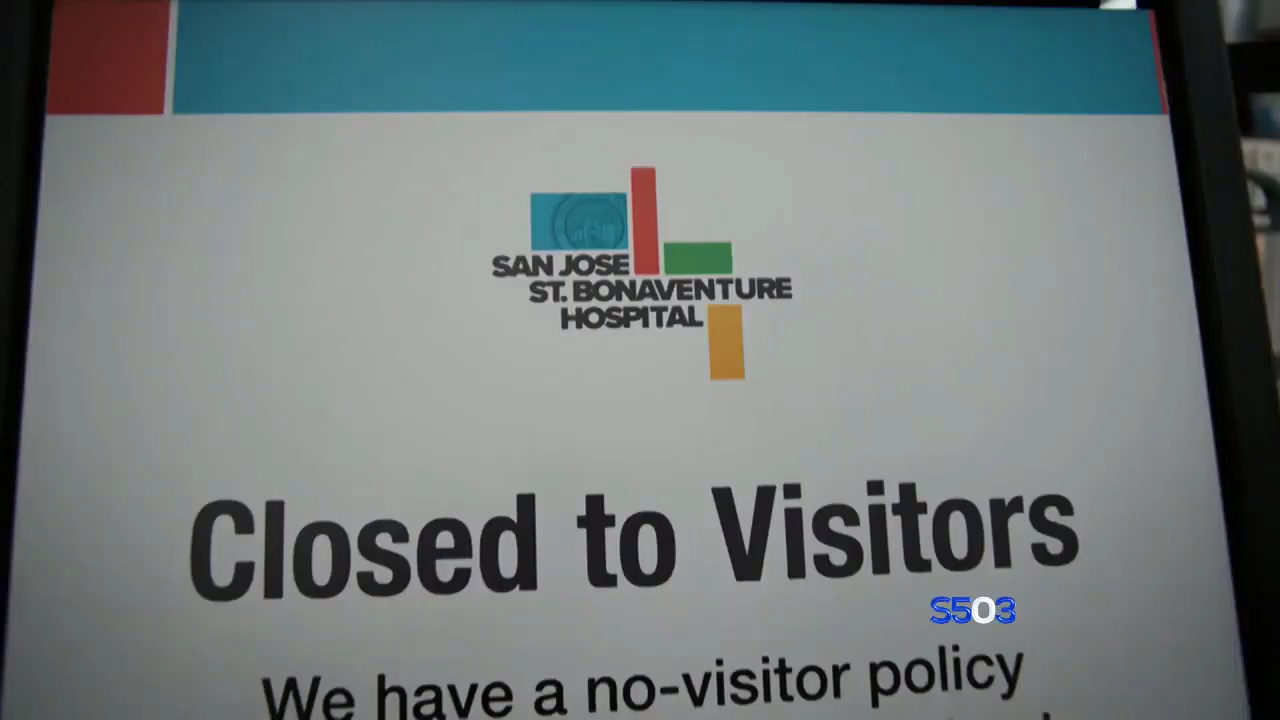 SAN JOSE
ST. BONAVENTURE
HOSPITAL
Closed to Visitors
S503
We have a no-visitor policy